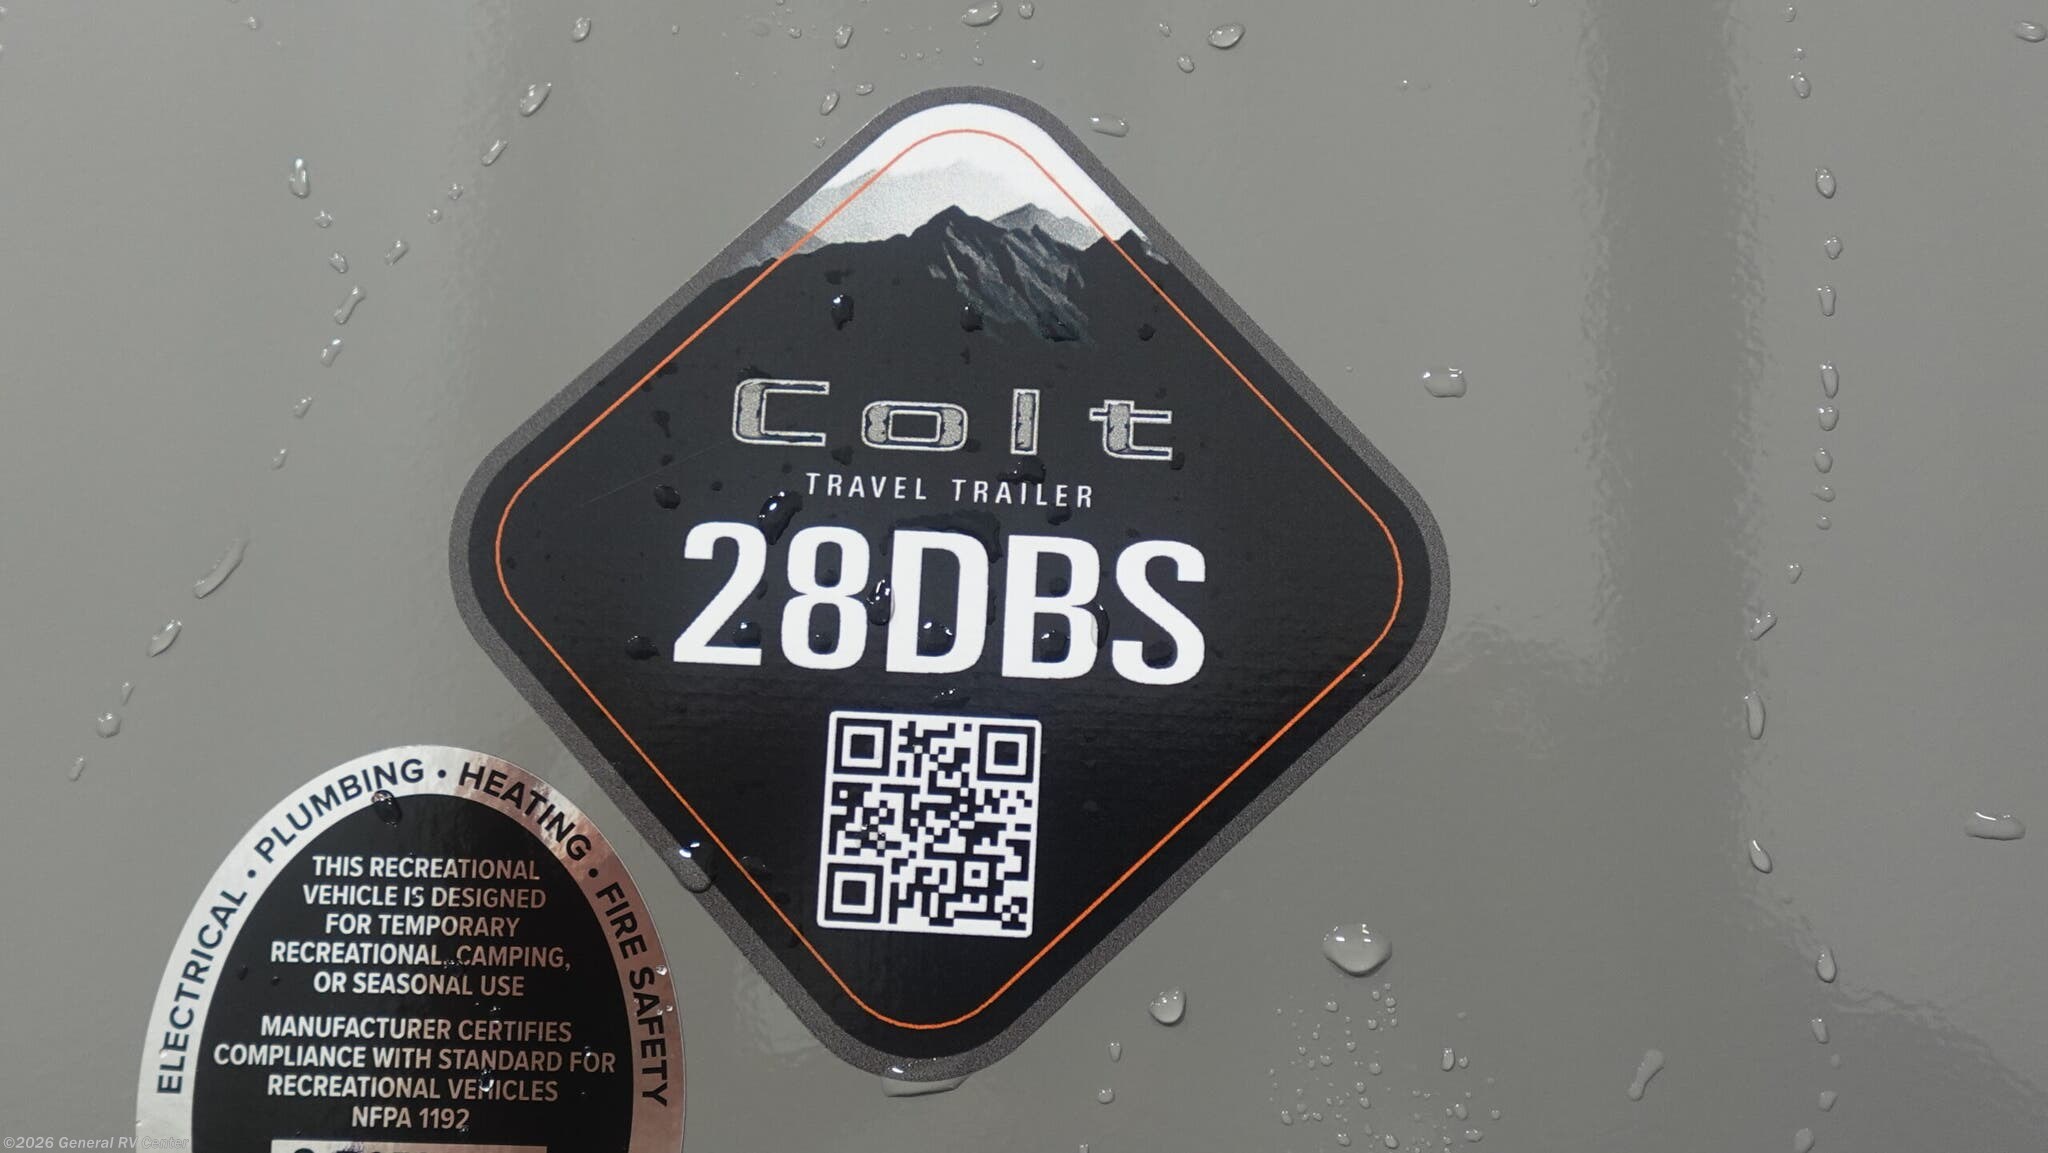 Colt
TRAVEL TRAILER
28DBS
ELECTRICAL • PLUMBING • HEATING • FIRE SAFETY
THIS RECREATIONAL
VEHICLE IS DESIGNED
FOR TEMPORARY
RECREATIONAL, CAMPING,
OR SEASONAL USE
MANUFACTURER CERTIFIES
COMPLIANCE WITH STANDARD FOR
RECREATIONAL VEHICLES
NFPA 1192
©2026 General RV Center